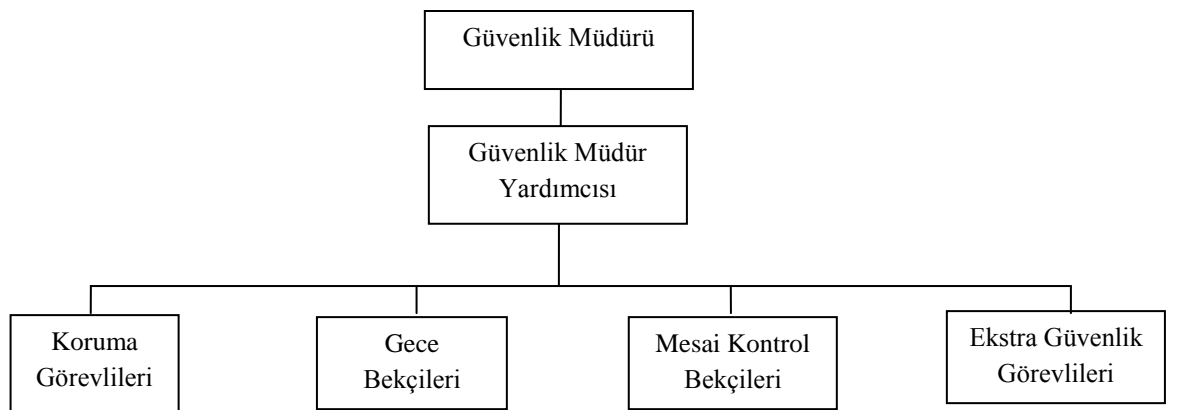 Güvenlik Müdürü
Güvenlik Müdür
Yardımcısı
Koruma
Görevlileri
Gece
Bekçileri
Mesai Kontrol
Bekçileri
Ekstra Güvenlik
Görevlileri